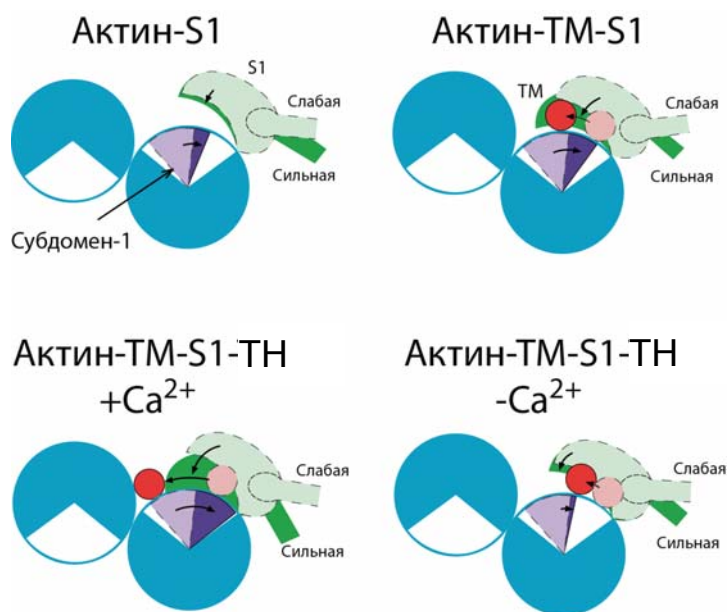 Актин-S1
S1
Слабая
Сильная
Субдомен-1
Актин-TM-S1
TM
Слабая
Сильная
Актин-TM-S1-TH
+Ca²⁺
Слабая
Сильная
Актин-TM-S1-TH
-Ca²⁺
Слабая
Сильная